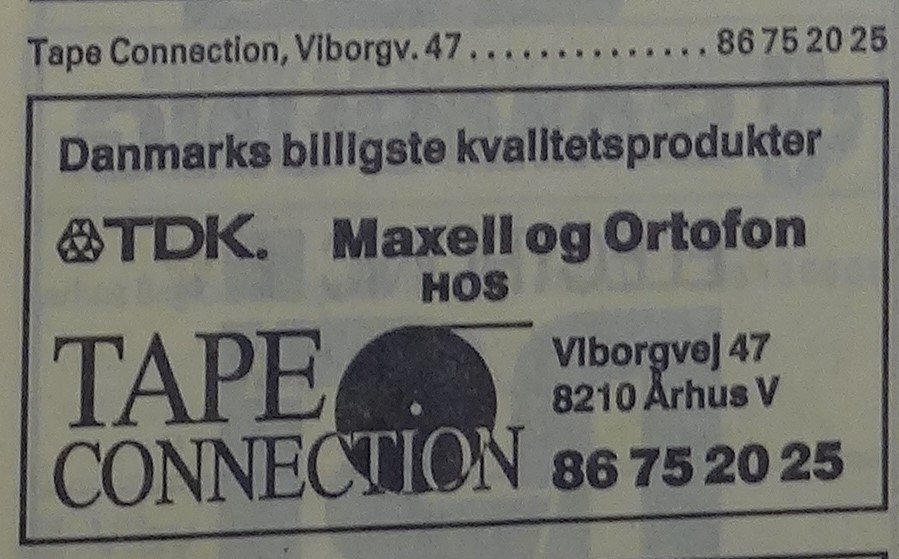 Tape Connection, Viborgv. 47 . . . . . . . . . . . . . . 86 75 20 25
Danmarks billigste kvalitetsprodukter
TDK. Maxell og Ortofon
HOS
TAPE
CONNECTION
Viborgvej 47
8210 Århus V
86 75 20 25